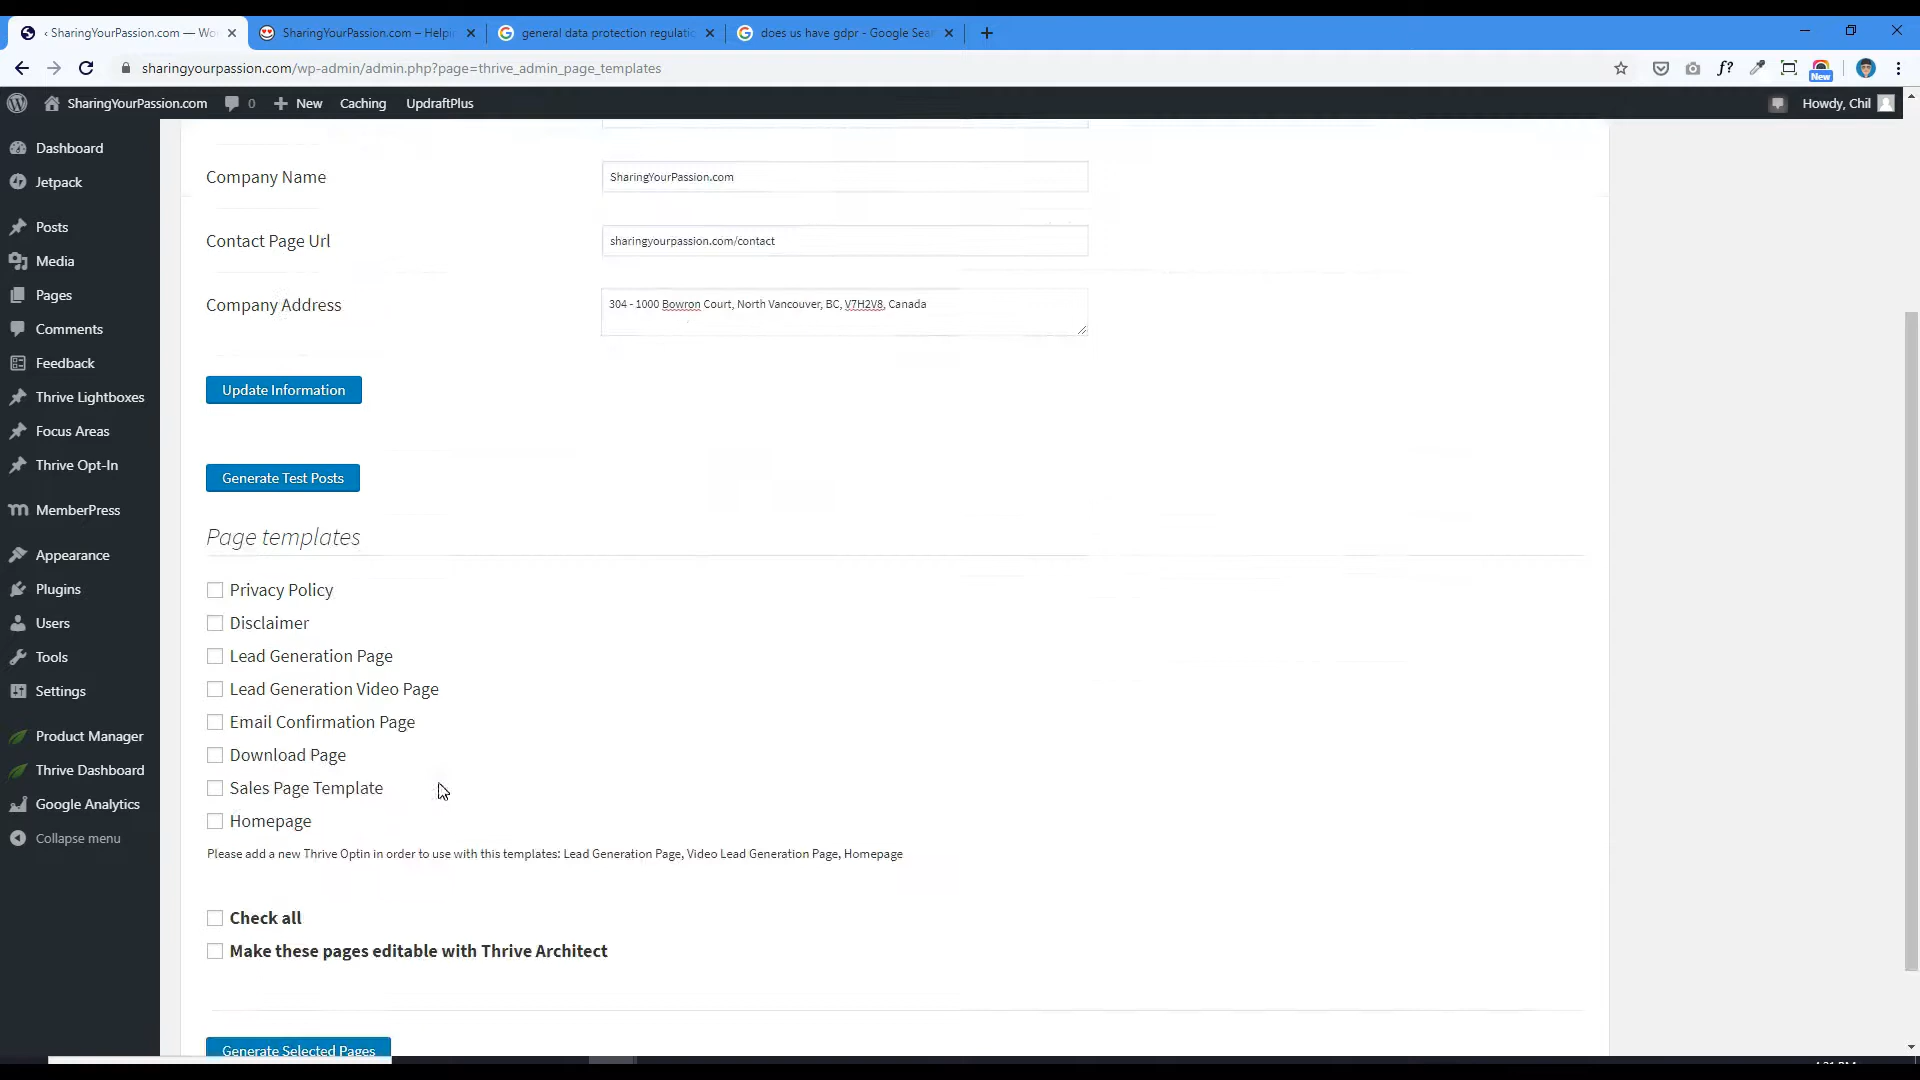 ‹ SharingYourPassion.com — Wo
SharingYourPassion.com – Helpi
general data protection regulatio
does us have gdpr - Google Sear
sharingyourpassion.com/wp-admin/admin.php?page=thrive_admin_page_templates
f?
New
SharingYourPassion.com
0
New
Caching
UpdraftPlus
Howdy, Chil
Dashboard
Jetpack
Posts
Media
Pages
Comments
Feedback
Thrive Lightboxes
Focus Areas
Thrive Opt-In
MemberPress
Appearance
Plugins
Users
Tools
Settings
Product Manager
Thrive Dashboard
Google Analytics
Collapse menu
Company Name
SharingYourPassion.com
Contact Page Url
sharingyourpassion.com/contact
Company Address
304 - 1000 Bowron Court, North Vancouver, BC, V7H2V8, Canada
Update Information
Generate Test Posts
Page templates
Privacy Policy
Disclaimer
Lead Generation Page
Lead Generation Video Page
Email Confirmation Page
Download Page
Sales Page Template
Homepage
Please add a new Thrive Optin in order to use with this templates: Lead Generation Page, Video Lead Generation Page, Homepage
Check all
Make these pages editable with Thrive Architect
Generate Selected Pages